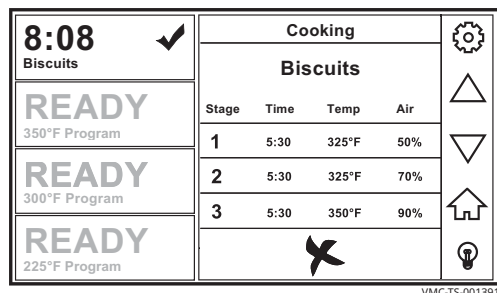 8:08
Biscuits
READY
350°F Program
READY
300°F Program
READY
225°F Program
Cooking
Biscuits
Stage Time Temp Air
1 5:30 325°F 50%
2 5:30 325°F 70%
3 5:30 350°F 90%
VMC-TS-001391